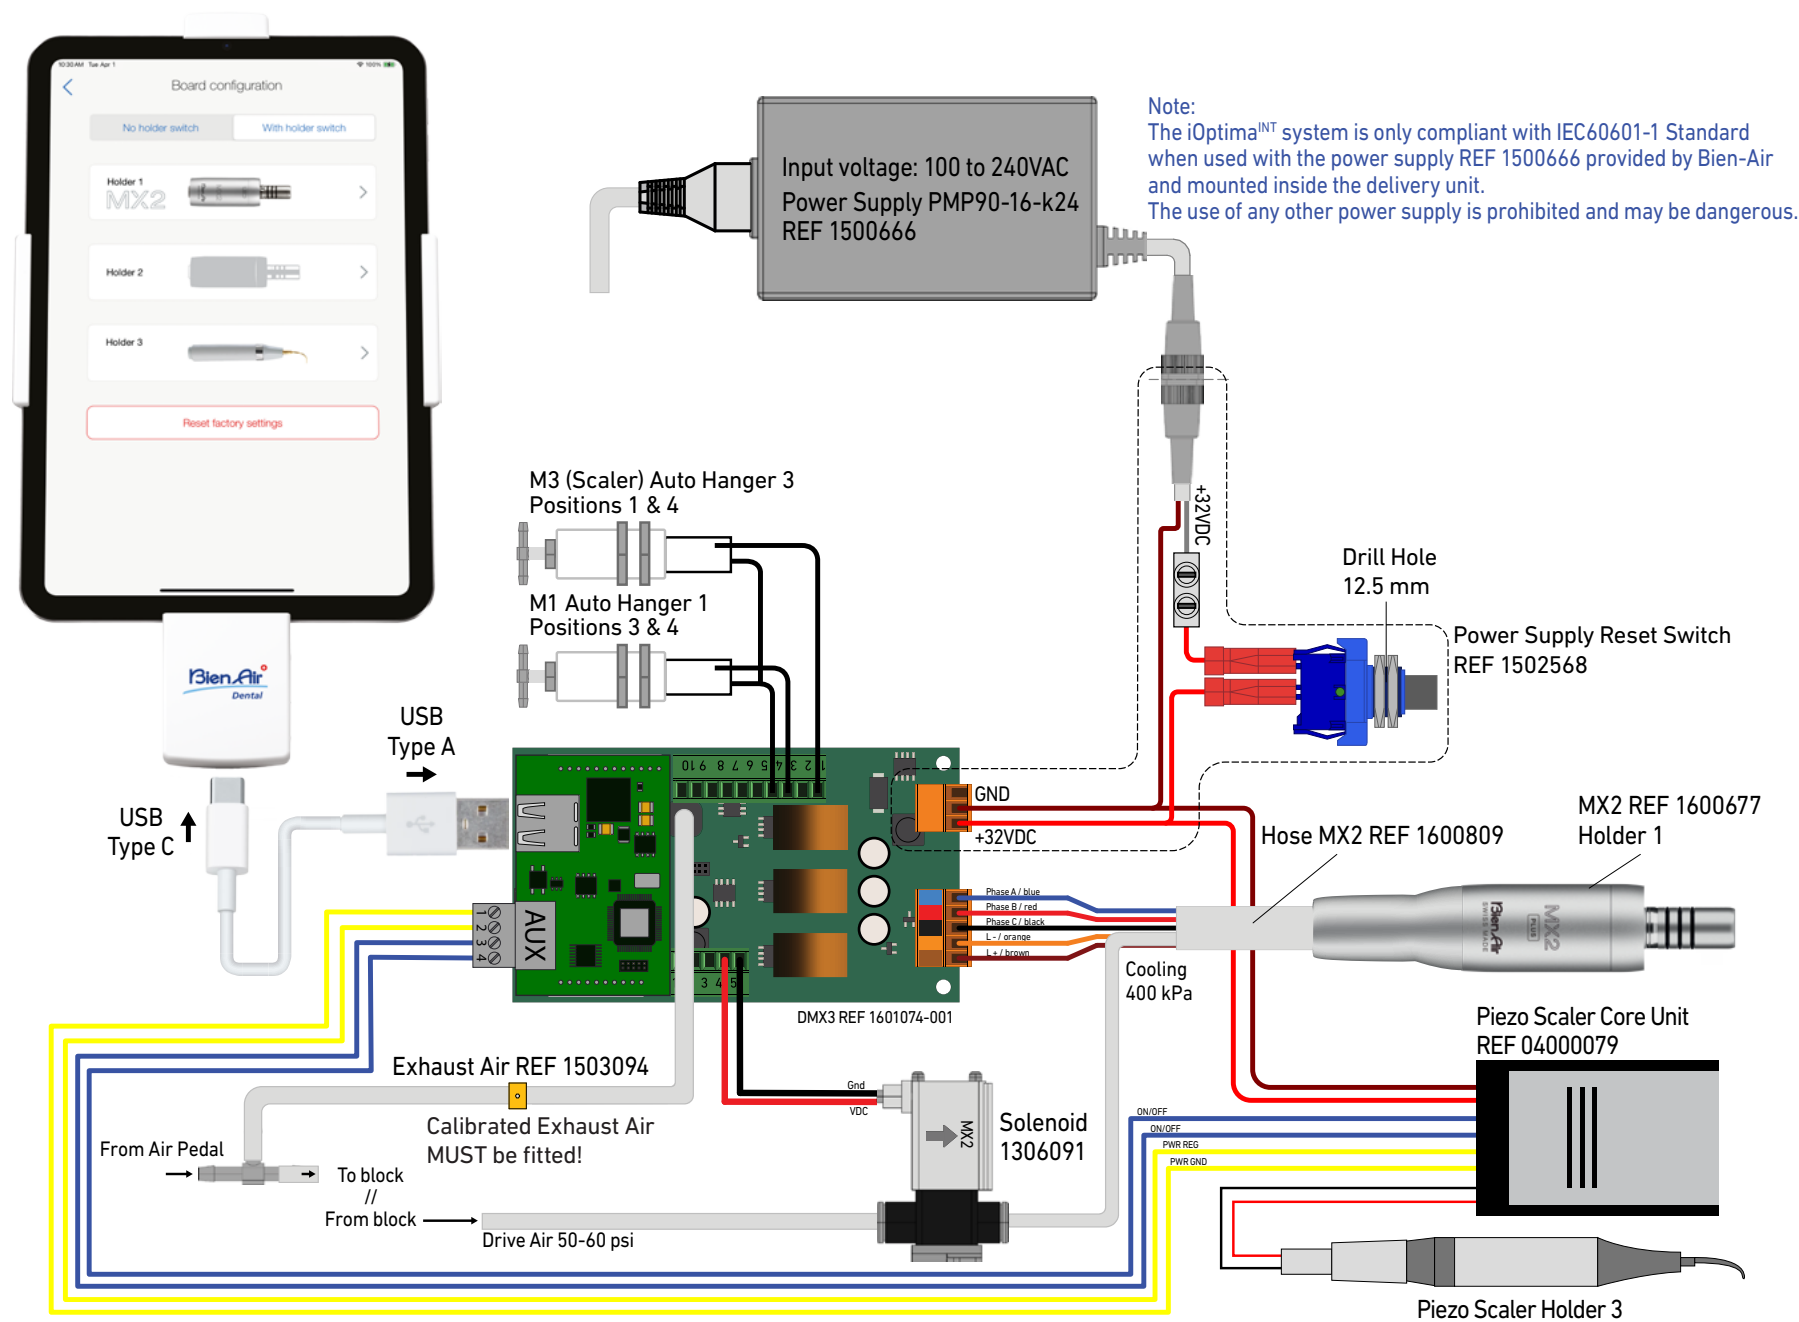 10:30 AM Tue Apr 1
100%
Board configuration
No holder switch
With holder switch
Holder 1
MX2
Holder 2
Holder 3
Reset factory settings
Bien Air
Dental
USB
Type C
USB
Type A
Input voltage: 100 to 240VAC
Power Supply PMP90-16-k24
REF 1500666
Note:
The iOptimaINT system is only compliant with IEC60601-1 Standard
when used with the power supply REF 1500666 provided by Bien-Air
and mounted inside the delivery unit.
The use of any other power supply is prohibited and may be dangerous.
M3 (Scaler) Auto Hanger 3
Positions 1 & 4
M1 Auto Hanger 1
Positions 3 & 4
+32VDC
Drill Hole
12.5 mm
Power Supply Reset Switch
REF 1502568
10 9 8 7 6 5 4 3 2 1
GND
+32VDC
Phase A / blue
Phase B / red
Phase C / black
L - / orange
L + / brown
AUX
1
2
3
4
3 4 5
DMX3 REF 1601074-001
Hose MX2 REF 1600809
MX2 REF 1600677
Holder 1
Bien Air
SWISS MADE
MX2
PLUS
Cooling
400 kPa
Exhaust Air REF 1503094
Calibrated Exhaust Air
MUST be fitted!
From Air Pedal
To block
//
From block
Drive Air 50-60 psi
Gnd
VDC
MX2
Solenoid
1306091
Piezo Scaler Core Unit
REF 04000079
ON/OFF
ON/OFF
PWR REG
PWR GND
Piezo Scaler Holder 3